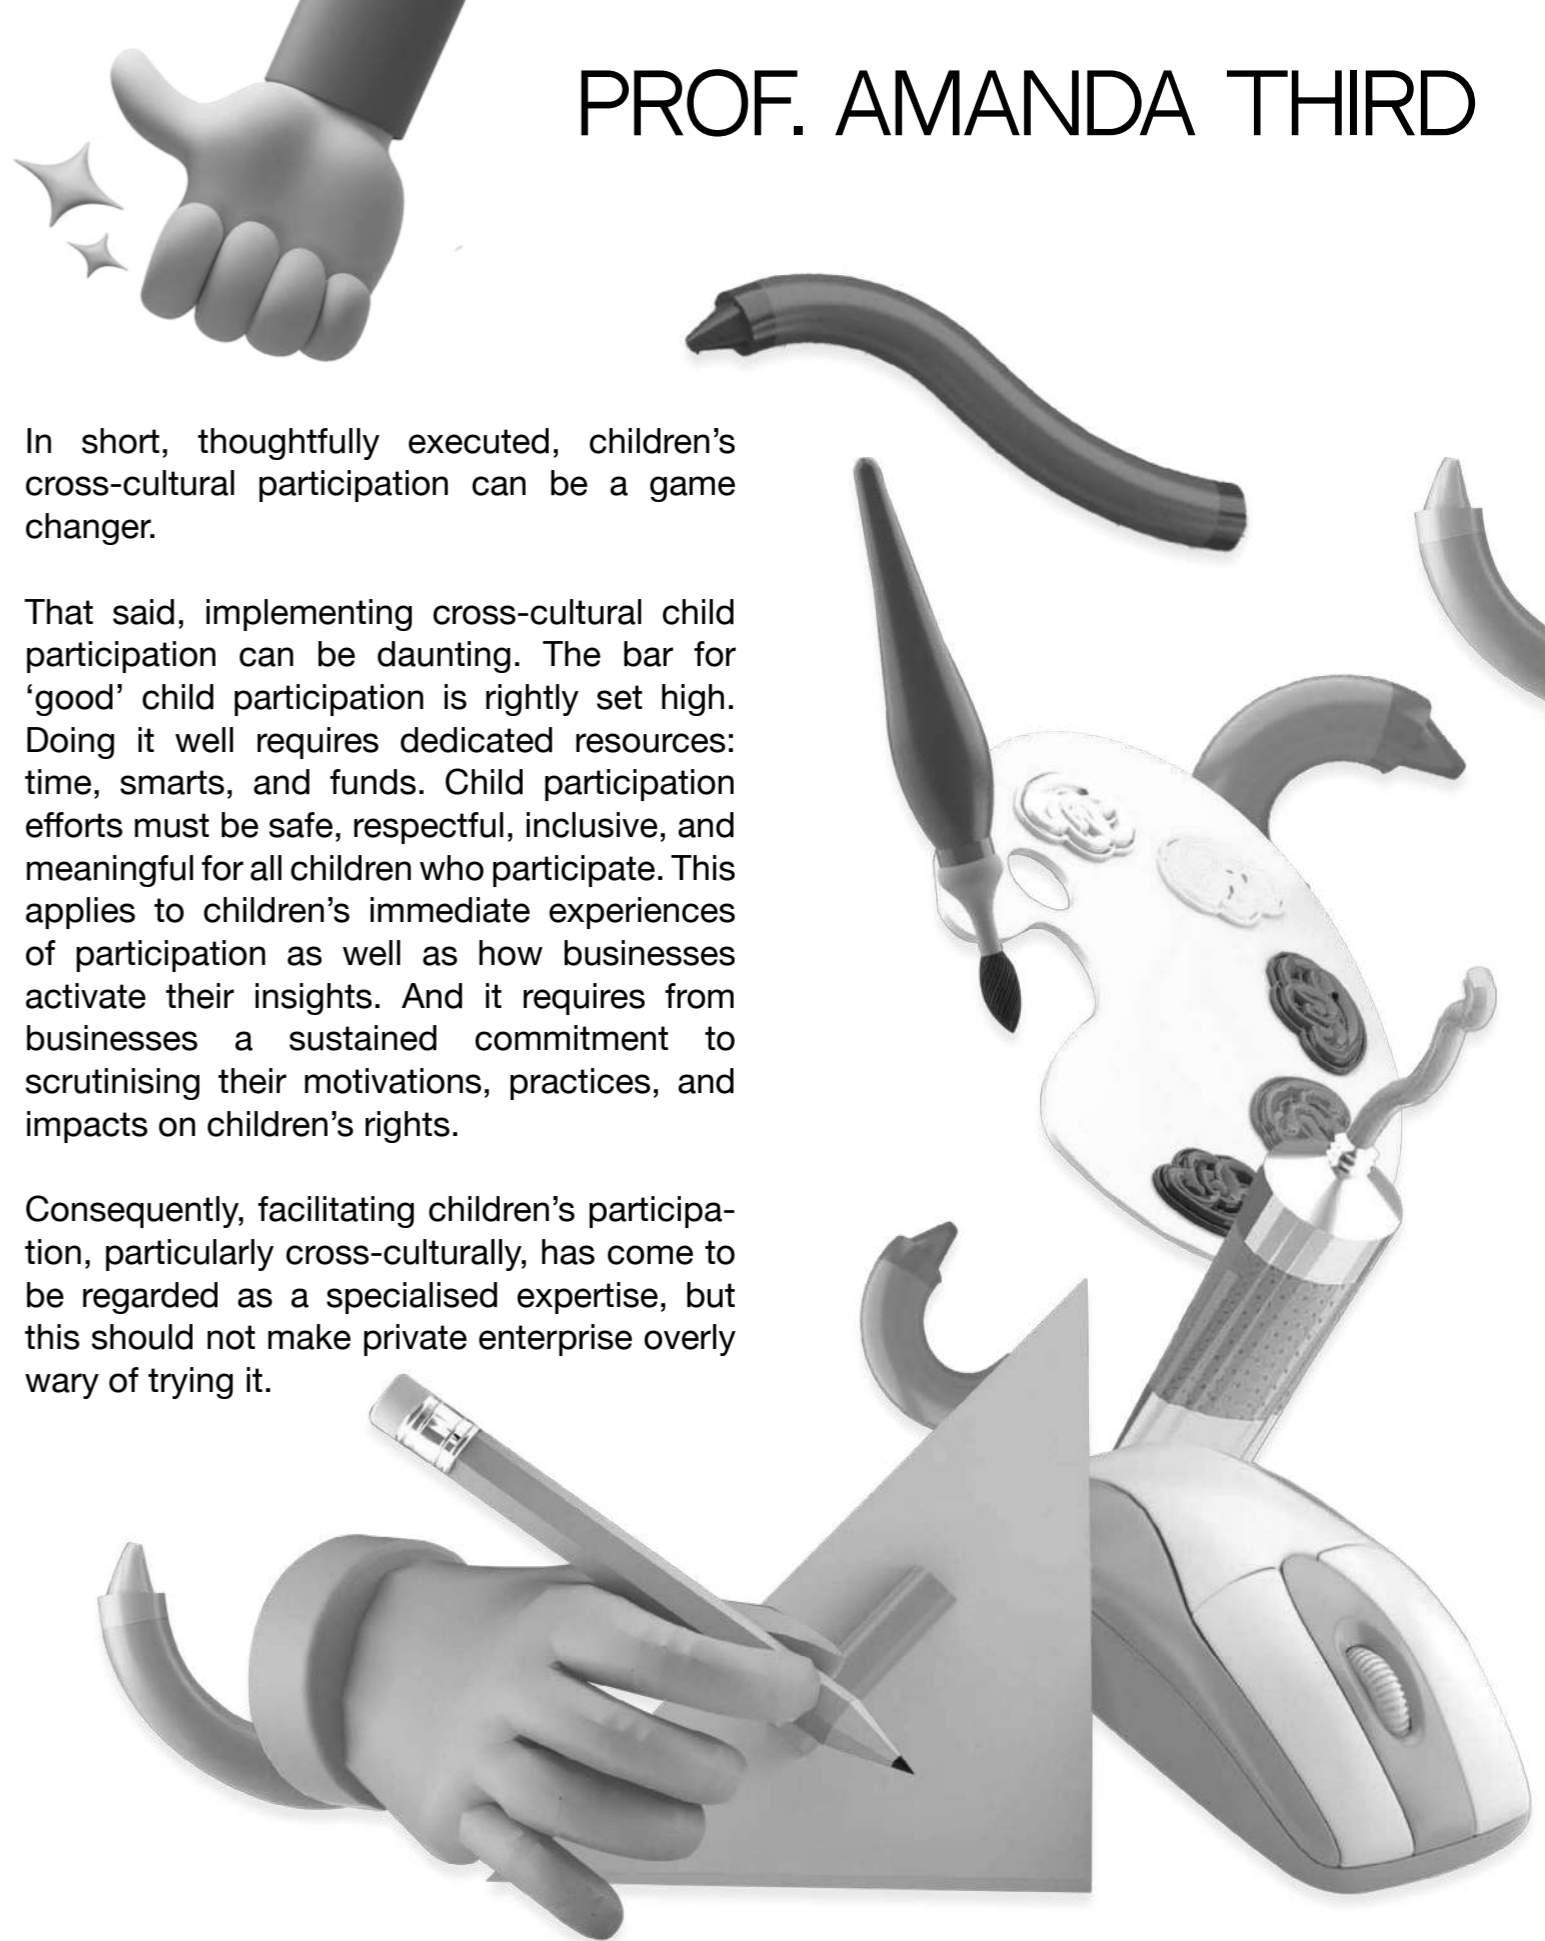 PROF. AMANDA THIRD
In short, thoughtfully executed, children’s
cross-cultural participation can be a game
changer.
That said, implementing cross-cultural child
participation can be daunting. The bar for
‘good’ child participation is rightly set high.
Doing it well requires dedicated resources:
time, smarts, and funds. Child participation
efforts must be safe, respectful, inclusive, and
meaningful for all children who participate. This
applies to children’s immediate experiences
of participation as well as how businesses
activate their insights. And it requires from
businesses a sustained commitment to
scrutinising their motivations, practices, and
impacts on children’s rights.
Consequently, facilitating children’s participa-
tion, particularly cross-culturally, has come to
be regarded as a specialised expertise, but
this should not make private enterprise overly
wary of trying it.